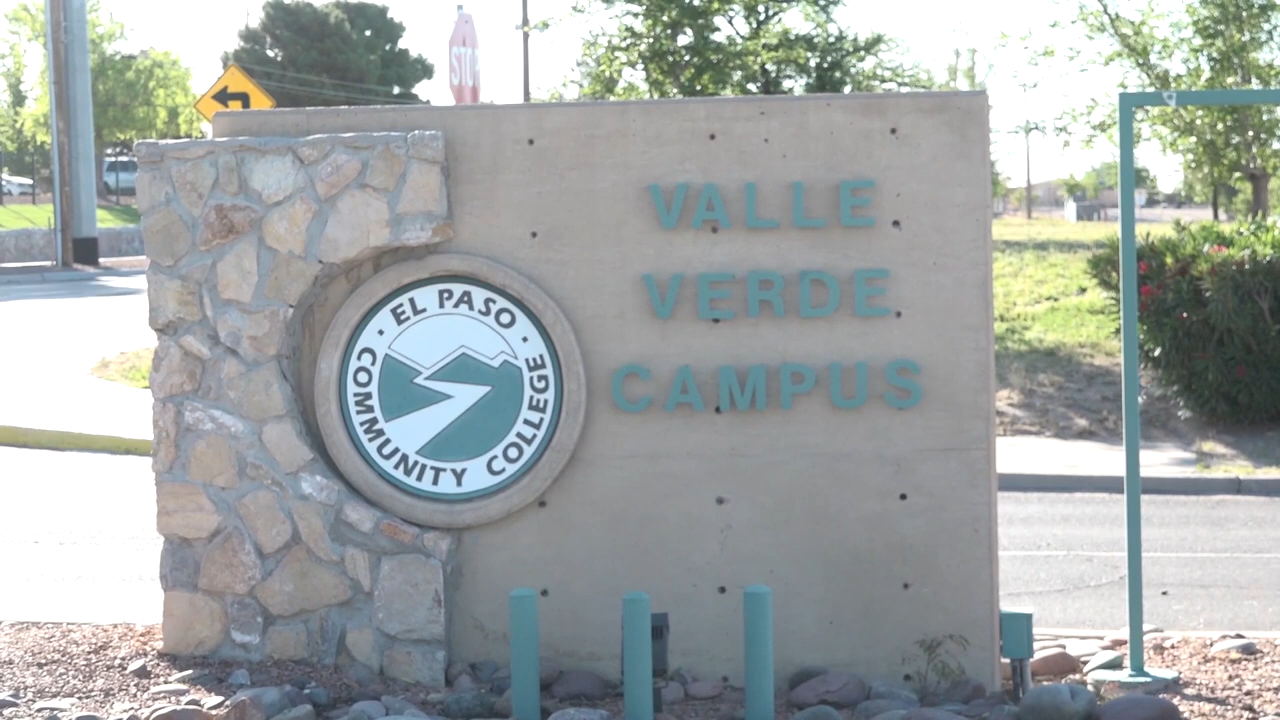 STOP
VALLE
VERDE
CAMPUS
EL PASO
COMMUNITY COLLEGE